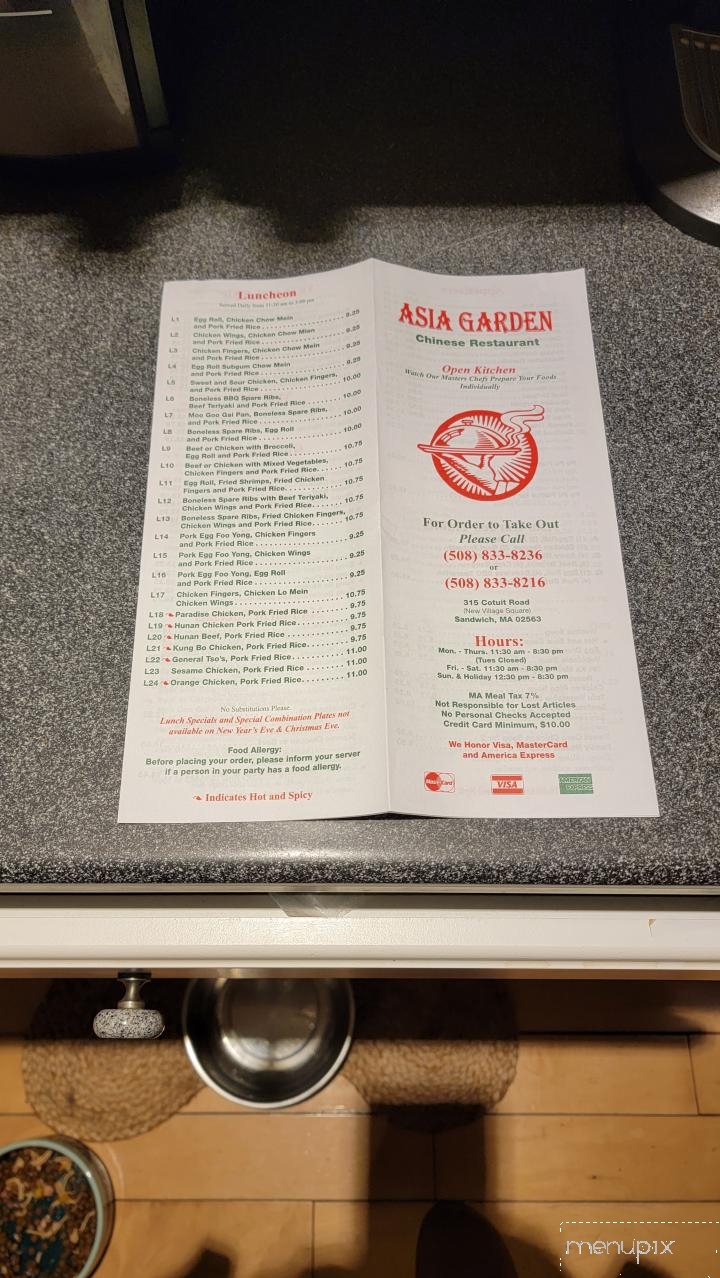 Luncheon
Served Daily from 11:30 am to 3:00 pm
L1 Egg Roll, Chicken Chow Mein
and Pork Fried Rice . . . . . . . . . . . . . . . . . . . . 9.25
L2 Chicken Wings, Chicken Chow Mien
and Pork Fried Rice . . . . . . . . . . . . . . . . . . . . 9.25
L3 Chicken Fingers, Chicken Chow Mein
and Pork Fried Rice . . . . . . . . . . . . . . . . . . . . 9.25
L4 Egg Roll Subgum Chow Mein
and Pork Fried Rice . . . . . . . . . . . . . . . . . . . . 9.25
L5 Sweet and Sour Chicken, Chicken Fingers,
and Pork Fried Rice . . . . . . . . . . . . . . . . . . . 10.00
L6 Boneless BBQ Spare Ribs,
Beef Teriyaki and Pork Fried Rice . . . . . . . . . 10.00
L7 Moo Goo Gai Pan, Boneless Spare Ribs,
and Pork Fried Rice . . . . . . . . . . . . . . . . . . . 10.00
L8 Boneless Spare Ribs, Egg Roll
and Pork Fried Rice . . . . . . . . . . . . . . . . . . . 10.00
L9 Beef or Chicken with Broccoli,
Egg Roll and Pork Fried Rice . . . . . . . . . . . . . 10.75
L10 Beef or Chicken with Mixed Vegetables,
Chicken Fingers and Pork Fried Rice. . . . . . . 10.75
L11 Egg Roll, Fried Shrimps, Fried Chicken
Fingers and Pork Fried Rice. . . . . . . . . . . . . . 10.75
L12 Boneless Spare Ribs with Beef Teriyaki,
Chicken Wings and Pork Fried Rice. . . . . . . . 10.75
L13 Boneless Spare Ribs, Fried Chicken Fingers,
Chicken Wings and Pork Fried Rice. . . . . . . . 10.75
L14 Pork Egg Foo Yong, Chicken Fingers
and Pork Fried Rice . . . . . . . . . . . . . . . . . . . . 9.25
L15 Pork Egg Foo Yong, Chicken Wings
and Pork Fried Rice . . . . . . . . . . . . . . . . . . . . 9.25
L16 Pork Egg Foo Yong, Egg Roll
and Pork Fried Rice . . . . . . . . . . . . . . . . . . . . 9.25
L17 Chicken Fingers, Chicken Lo Mein
Chicken Wings. . . . . . . . . . . . . . . . . . . . . . . . 10.75
L18 Paradise Chicken, Pork Fried Rice . . . . . . . . . . 9.75
L19 Hunan Chicken Pork Fried Rice. . . . . . . . . . . . . 9.75
L20 Hunan Beef, Pork Fried Rice . . . . . . . . . . . . . . . 9.75
L21 Kung Bo Chicken, Pork Fried Rice. . . . . . . . . . . 9.75
L22 General Tso's, Pork Fried Rice. . . . . . . . . . . . . 11.00
L23 Sesame Chicken, Pork Fried Rice . . . . . . . . . . 11.00
L24 Orange Chicken, Pork Fried Rice. . . . . . . . . . . 11.00
No Substitutions Please.
Lunch Specials and Special Combination Plates not
available on New Year's Eve & Christmas Eve.
Food Allergy:
Before placing your order, please inform your server
if a person in your party has a food allergy.
Indicates Hot and Spicy
ASIA GARDEN
Chinese Restaurant
Open Kitchen
Watch Our Masters Chefs Prepare Your Foods
Individually
For Order to Take Out
Please Call
(508) 833-8236
or
(508) 833-8216
315 Cotuit Road
(New Village Square)
Sandwich, MA 02563
Hours:
Mon. - Thurs. 11:30 am - 8:30 pm
(Tues Closed)
Fri. - Sat. 11:30 am - 8:30 pm
Sun. & Holiday 12:30 pm - 8:30 pm
MA Meal Tax 7%
Not Responsible for Lost Articles
No Personal Checks Accepted
Credit Card Minimum, $10.00
We Honor Visa, MasterCard
and America Express
MasterCard
VISA
AMERICAN EXPRESS
menupix